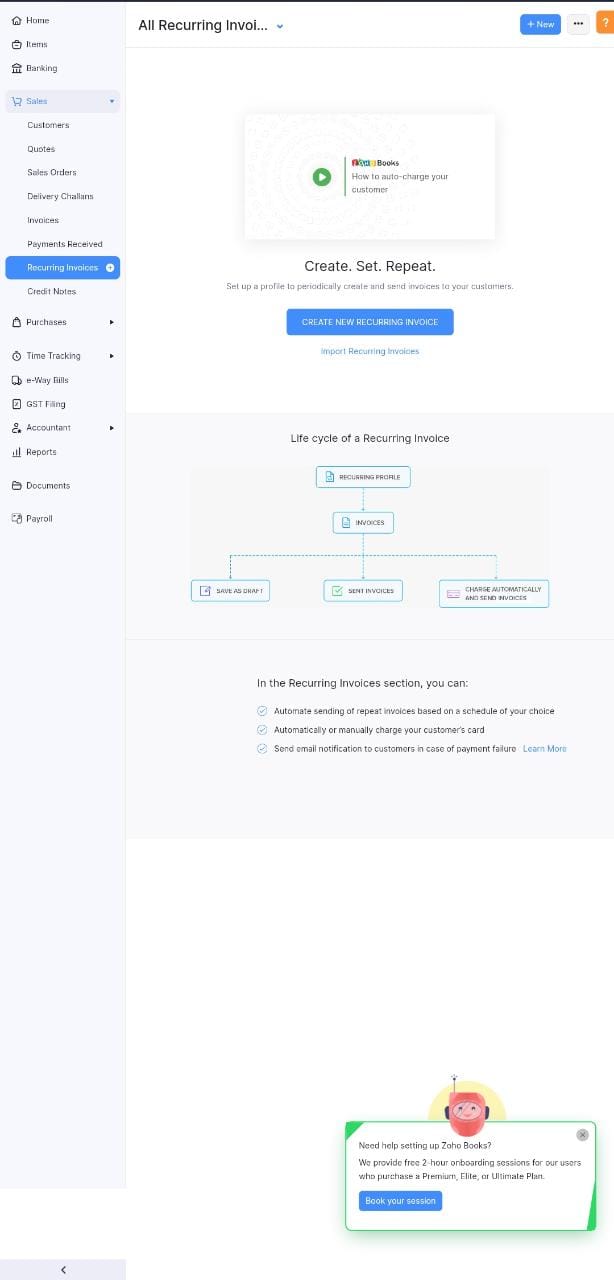 Home
Items
Banking
Sales
Customers
Quotes
Sales Orders
Delivery Challans
Invoices
Payments Received
Recurring Invoices
Credit Notes
Purchases
Time Tracking
e-Way Bills
GST Filing
Accountant
Reports
Documents
Payroll
All Recurring Invoi...
+ New
?
ZOHO Books
How to auto-charge your
customer
Create. Set. Repeat.
Set up a profile to periodically create and send invoices to your customers.
CREATE NEW RECURRING INVOICE
Import Recurring Invoices
Life cycle of a Recurring Invoice
RECURRING PROFILE
INVOICES
SAVE AS DRAFT
SENT INVOICES
CHARGE AUTOMATICALLY
AND SEND INVOICES
In the Recurring Invoices section, you can:
Automate sending of repeat invoices based on a schedule of your choice
Automatically or manually charge your customer's card
Send email notification to customers in case of payment failure Learn More
Need help setting up Zoho Books?
We provide free 2-hour onboarding sessions for our users
who purchase a Premium, Elite, or Ultimate Plan.
Book your session